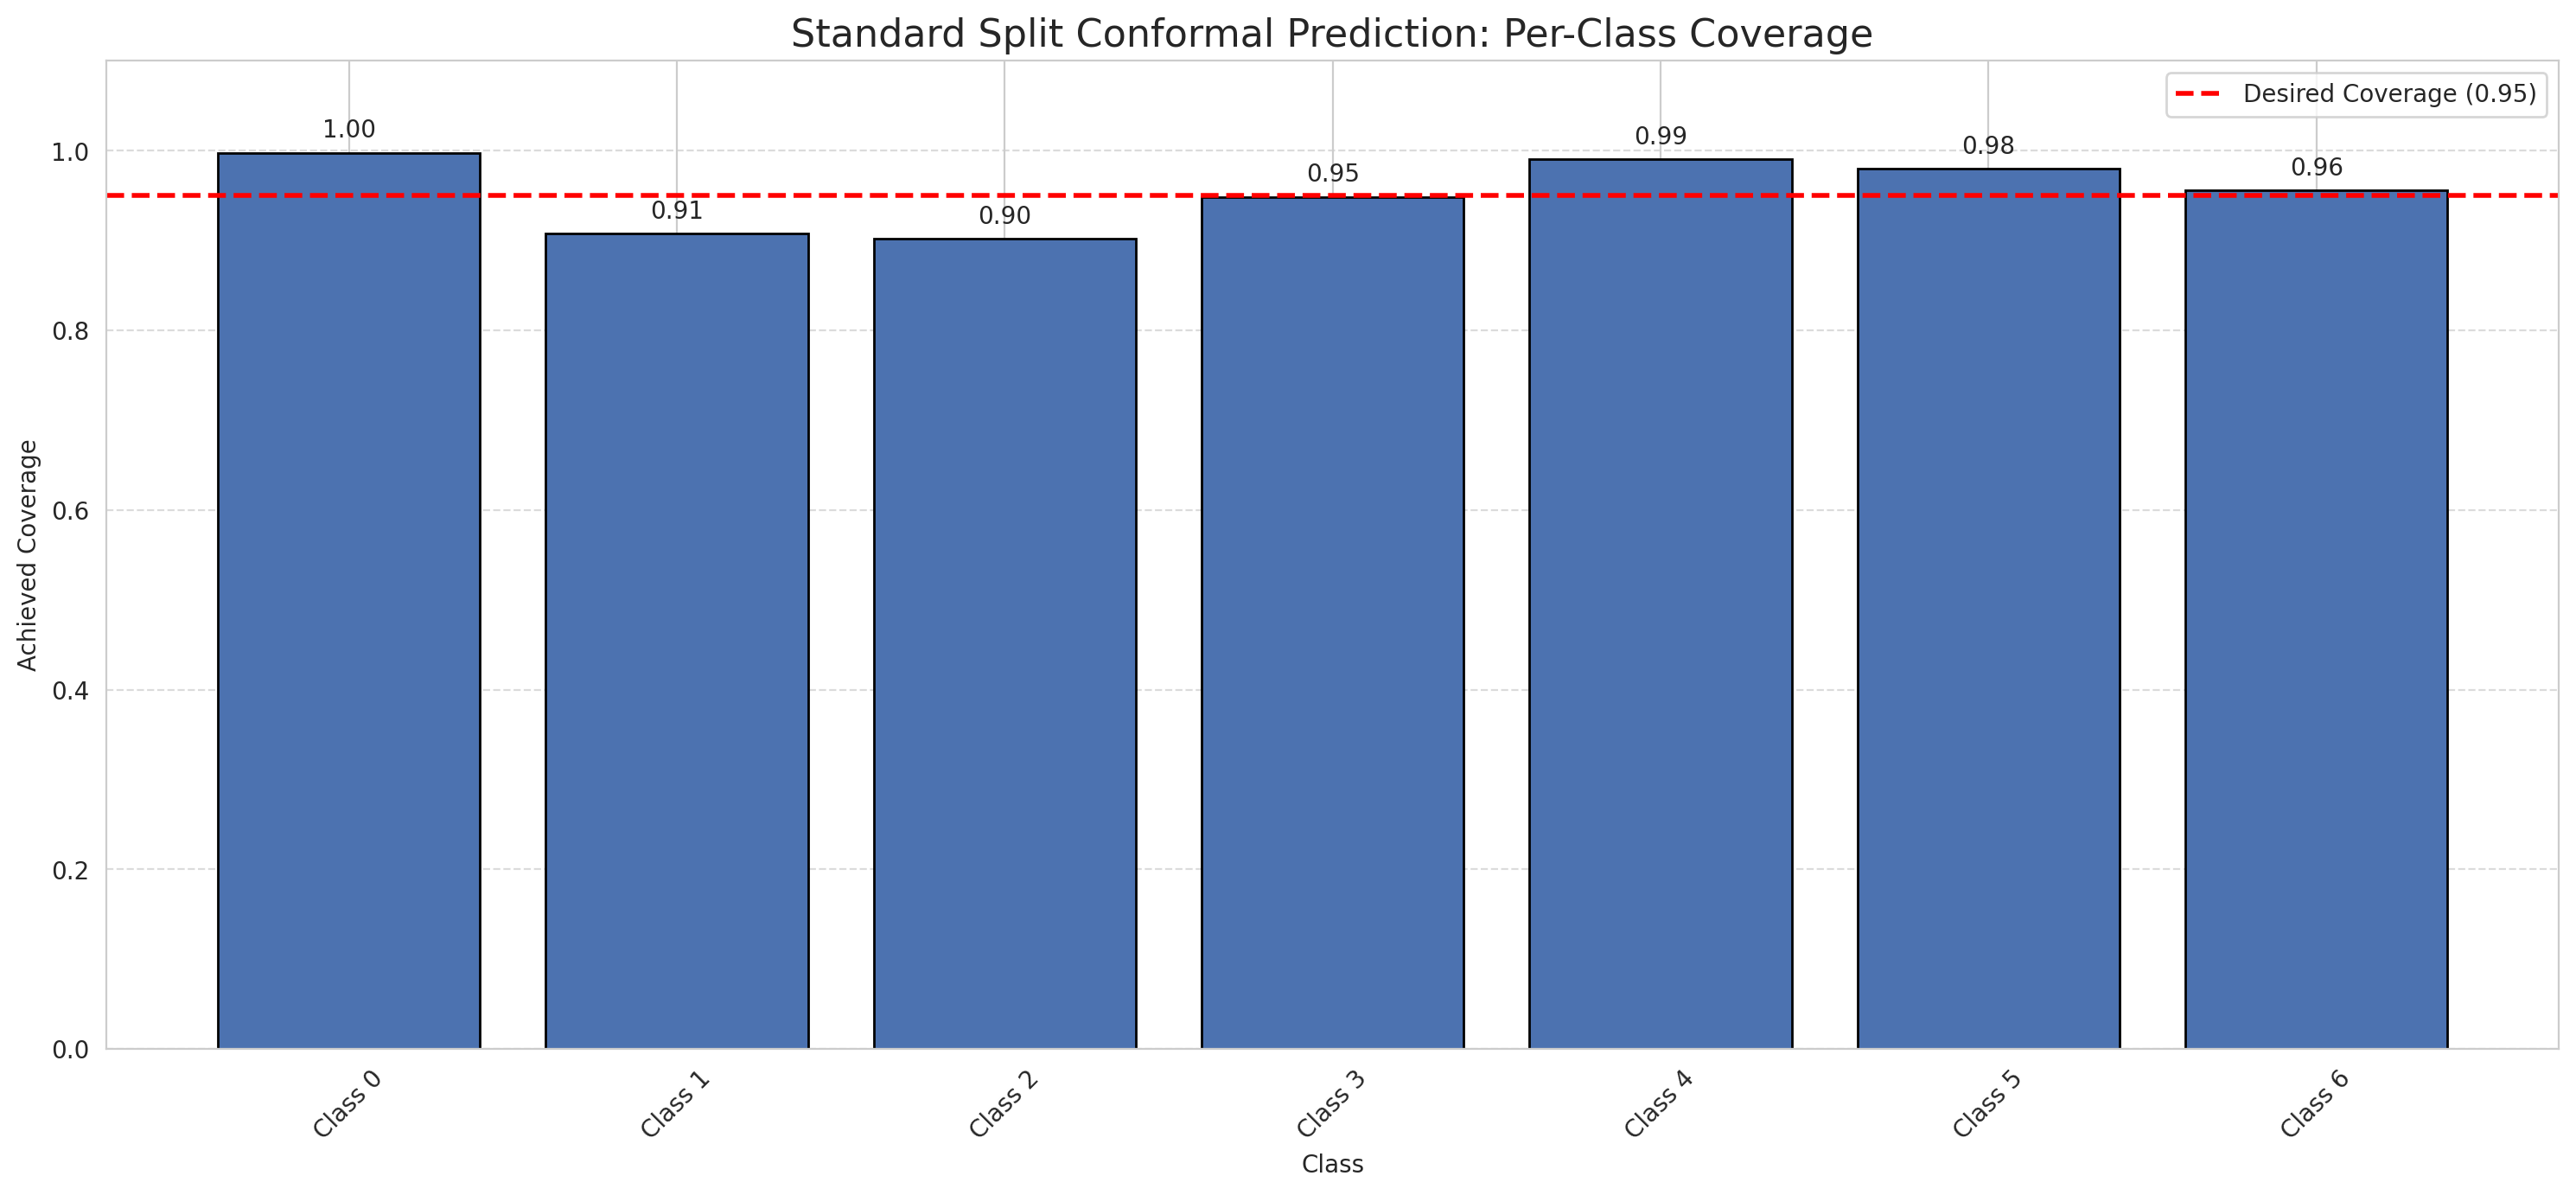 Standard Split Conformal Prediction: Per-Class Coverage
Desired Coverage (0.95)
1.00
0.91
0.90
0.95
0.99
0.98
0.96
Achieved Coverage
1.0
0.8
0.6
0.4
0.2
0.0
Class 0
Class 1
Class 2
Class 3
Class 4
Class 5
Class 6
Class